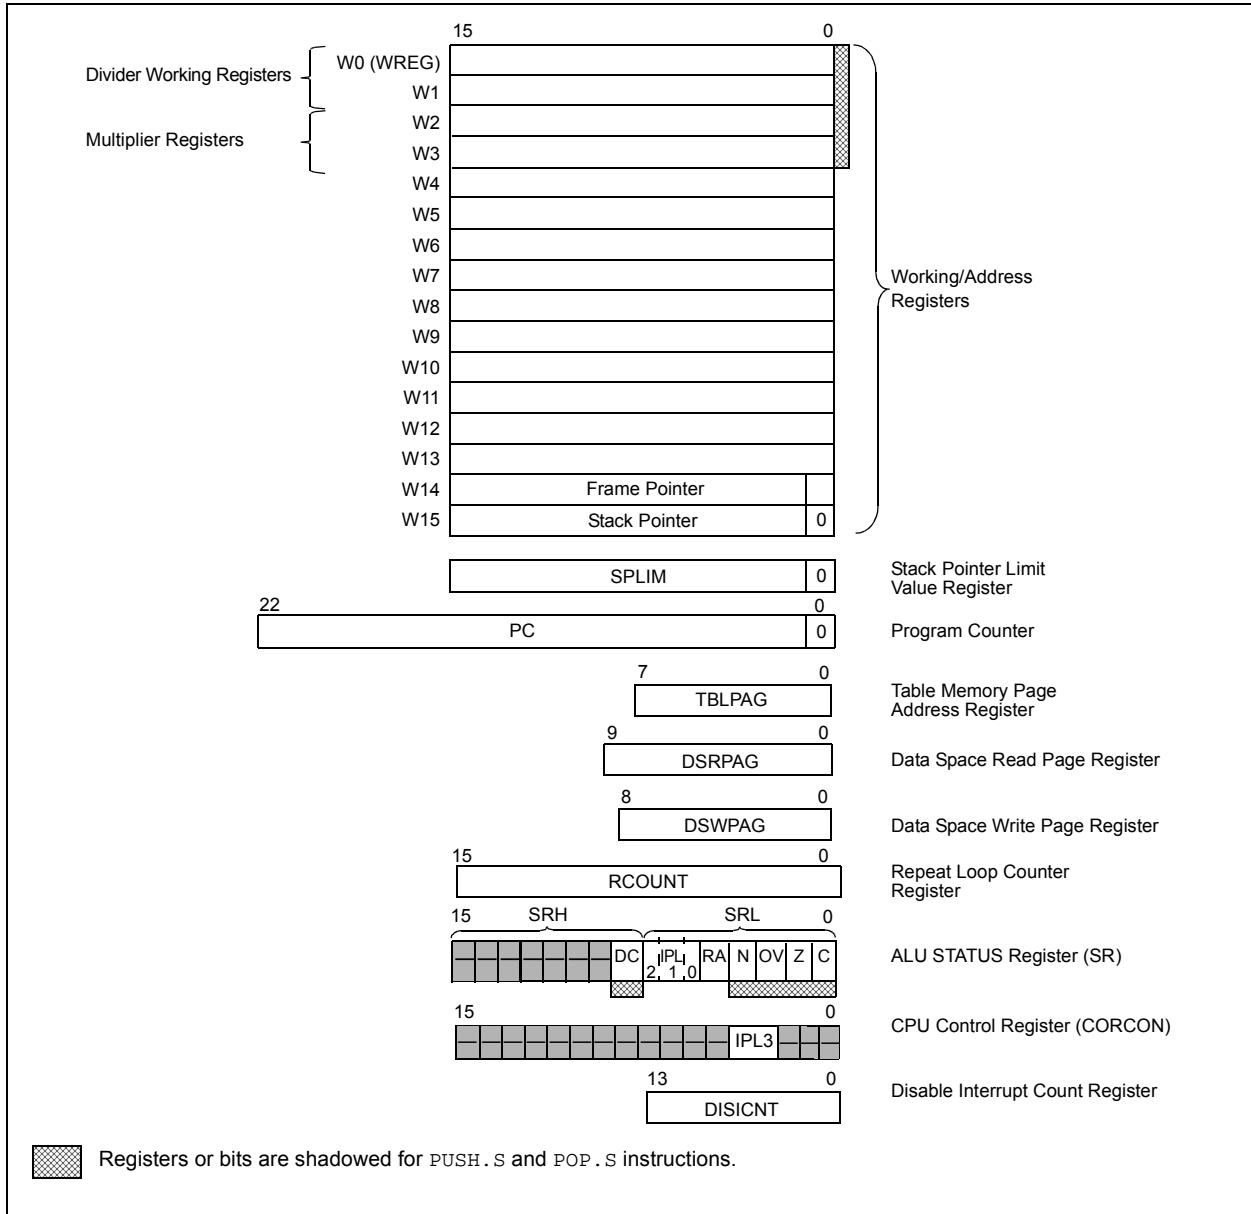 15 0
Divider Working Registers
W0 (WREG)
W1
Multiplier Registers
W2
W3
W4
W5
W6
W7
Working/Address
Registers
W8
W9
W10
W11
W12
W13
W14 Frame Pointer
W15 Stack Pointer 0
SPLIM 0
Stack Pointer Limit
Value Register
22 0
PC 0 Program Counter
7 0
TBLPAG
Table Memory Page
Address Register
9 0
DSRPAG Data Space Read Page Register
8 0
DSWPAG Data Space Write Page Register
15 0
RCOUNT
Repeat Loop Counter
Register
15 SRH SRL 0
— — — — — — — DC IPL RA N OV Z C ALU STATUS Register (SR)
2 1 0
15 0
— — — — — — — — — — — — IPL3 — — — CPU Control Register (CORCON)
13 0
DISICNT Disable Interrupt Count Register
Registers or bits are shadowed for PUSH.S and POP.S instructions.